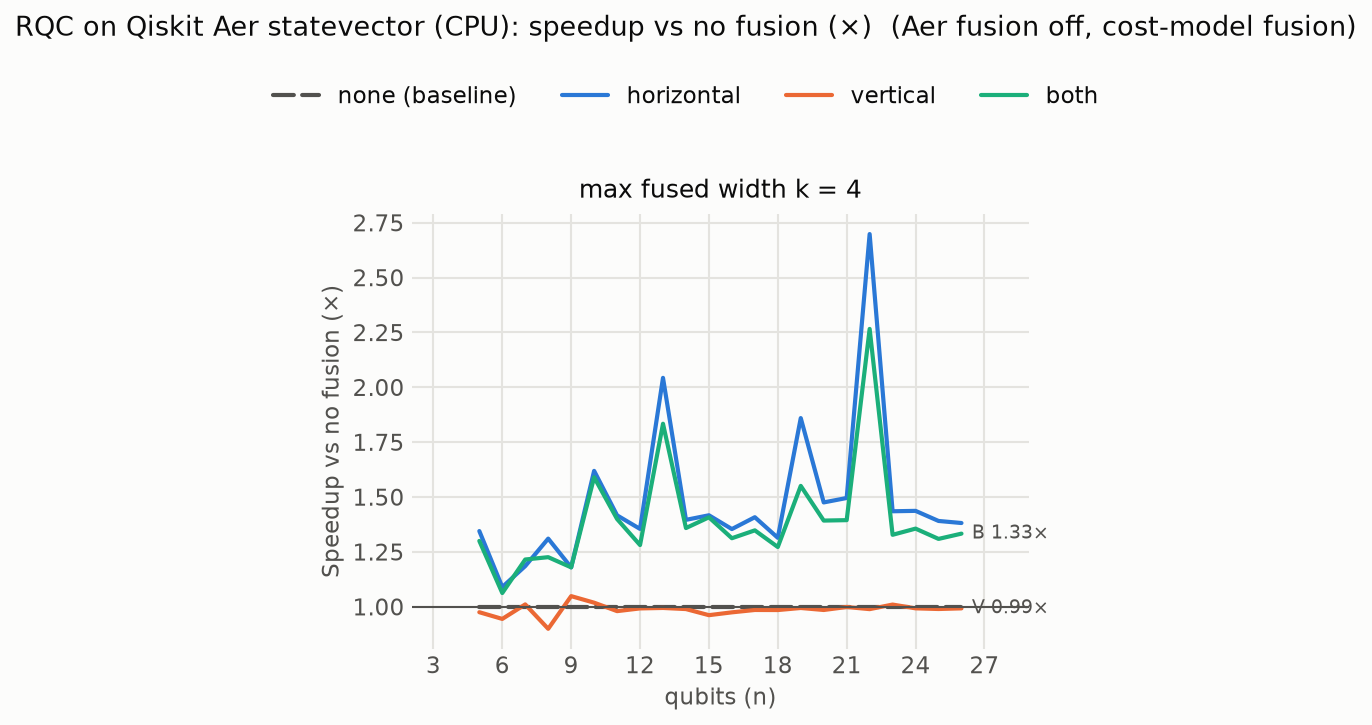 RQC on Qiskit Aer statevector (CPU): speedup vs no fusion (×)  (Aer fusion off, cost-model fusion)
none (baseline) horizontal vertical both
max fused width k = 4
Speedup vs no fusion (×)
2.75
2.50
2.25
2.00
1.75
1.50
1.25
1.00
B 1.33×
V 0.99×
3 6 9 12 15 18 21 24 27
qubits (n)